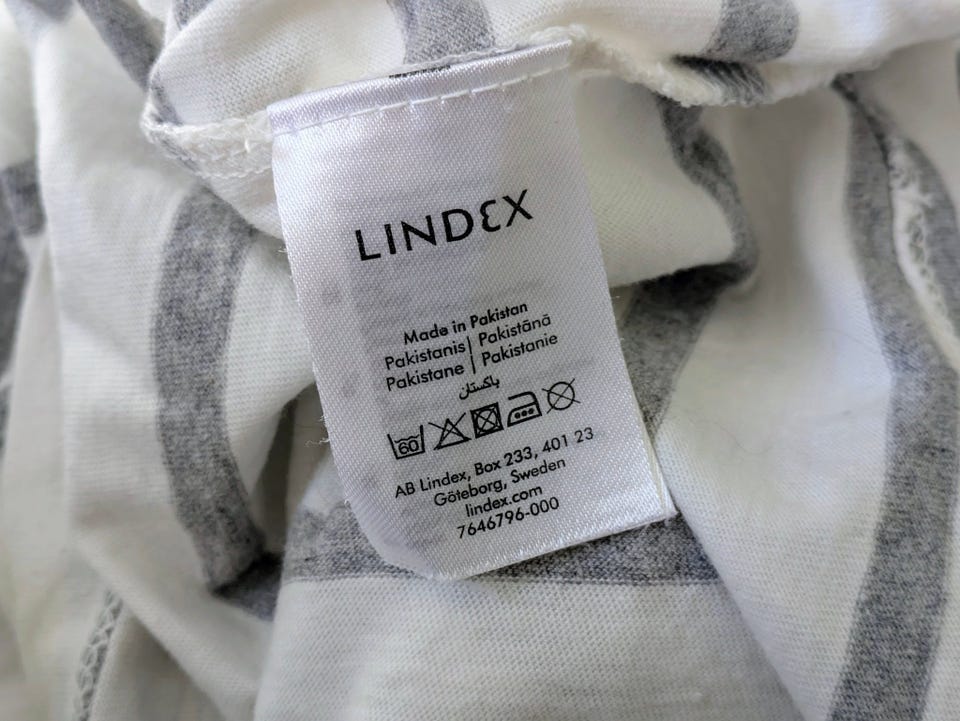 LINDEX
Made in Pakistan
Pakistanis | Pakistānā
Pakistane | Pakistanie
پاکستان
60
AB Lindex, Box 233, 401 23
Göteborg, Sweden
lindex.com
7646796-000